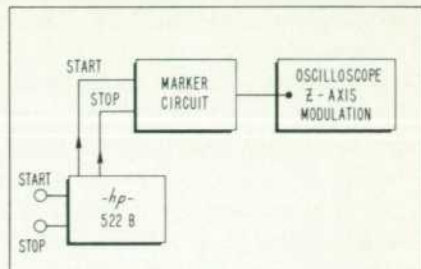 START
STOP
MARKER
CIRCUIT
OSCILLOSCOPE
Z - AXIS
MODULATION
START
STOP
-hp-
522 B